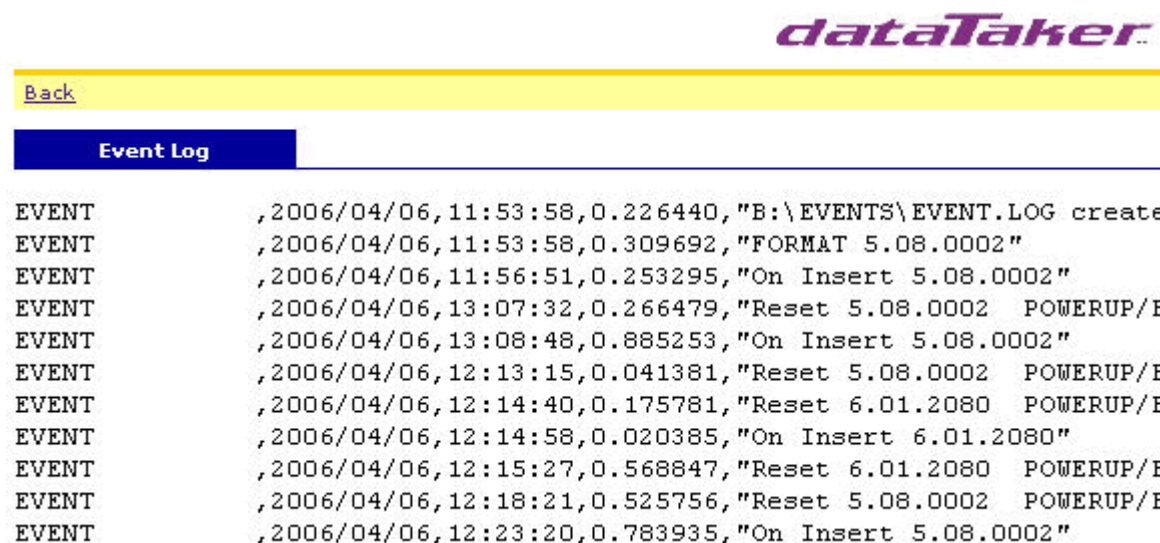 dataTaker
Back
Event Log
EVENT ,2006/04/06,11:53:58,0.226440,"B:\EVENTS\EVENT.LOG create
EVENT ,2006/04/06,11:53:58,0.309692,"FORMAT 5.08.0002"
EVENT ,2006/04/06,11:56:51,0.253295,"On Insert 5.08.0002"
EVENT ,2006/04/06,13:07:32,0.266479,"Reset 5.08.0002 POWERUP/
EVENT ,2006/04/06,13:08:48,0.885253,"On Insert 5.08.0002"
EVENT ,2006/04/06,12:13:15,0.041381,"Reset 5.08.0002 POWERUP/
EVENT ,2006/04/06,12:14:40,0.175781,"Reset 6.01.2080 POWERUP/
EVENT ,2006/04/06,12:14:58,0.020385,"On Insert 6.01.2080"
EVENT ,2006/04/06,12:15:27,0.568847,"Reset 6.01.2080 POWERUP/
EVENT ,2006/04/06,12:18:21,0.525756,"Reset 5.08.0002 POWERUP/
EVENT ,2006/04/06,12:23:20,0.783935,"On Insert 5.08.0002"